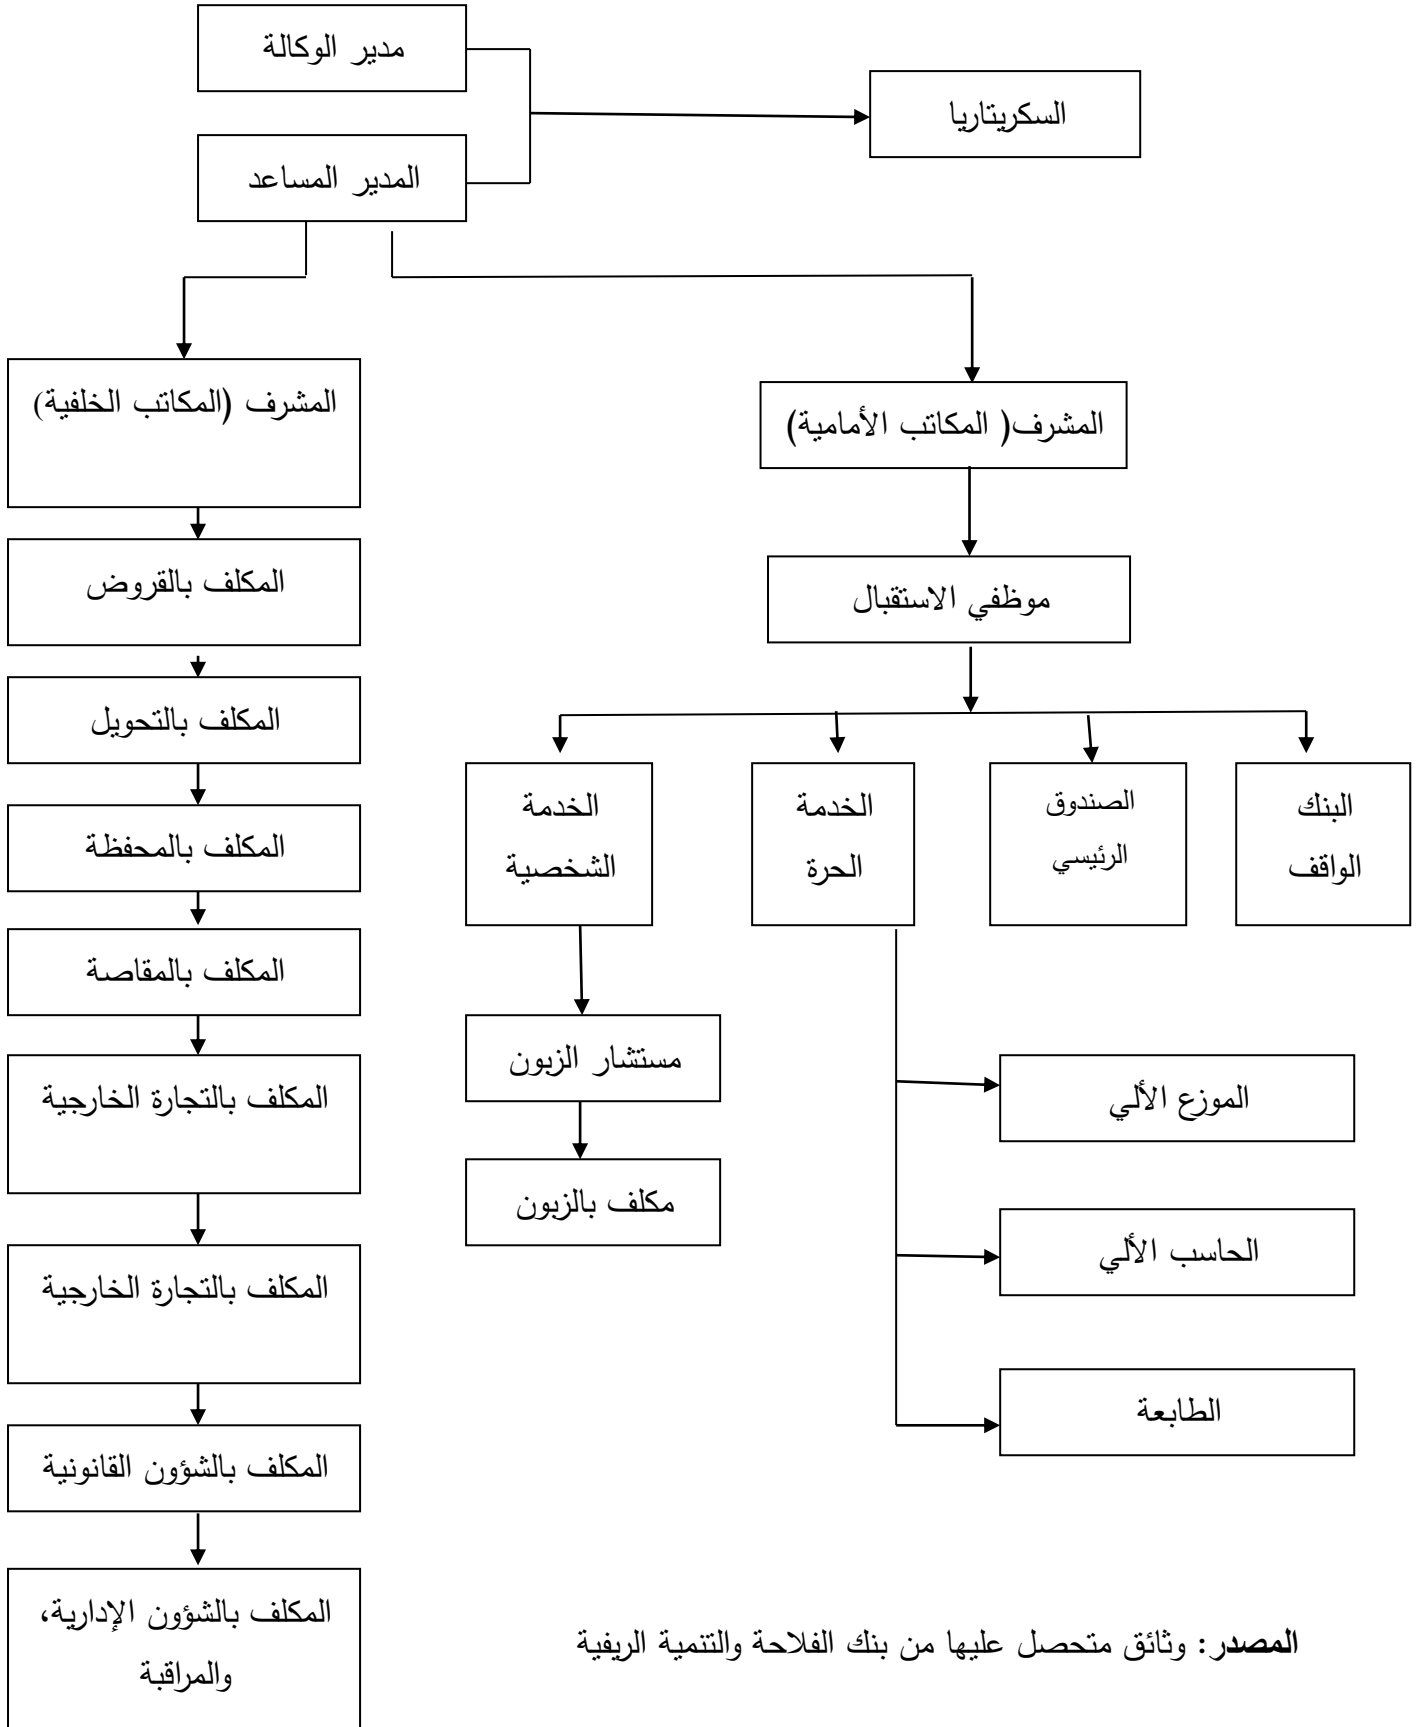 مدير الوكالة
السكريتاريا
المدير المساعد
المشرف (المكاتب الخلفية)
المشرف( المكاتب الأمامية)
المكلف بالقروض
موظفي الاستقبال
المكلف بالتحويل
البنك
الواقف
الصندوق
الرئيسي
الخدمة
الحرة
الخدمة
الشخصية
المكلف بالمحفظة
المكلف بالمقاصة
مستشار الزبون
الموزع الألي
المكلف بالتجارة الخارجية
مكلف بالزبون
الحاسب الألي
المكلف بالتجارة الخارجية
الطابعة
المكلف بالشؤون القانونية
المكلف بالشؤون الإدارية،
والمراقبة
المصدر: وثائق متحصل عليها من بنك الفلاحة والتنمية الريفية